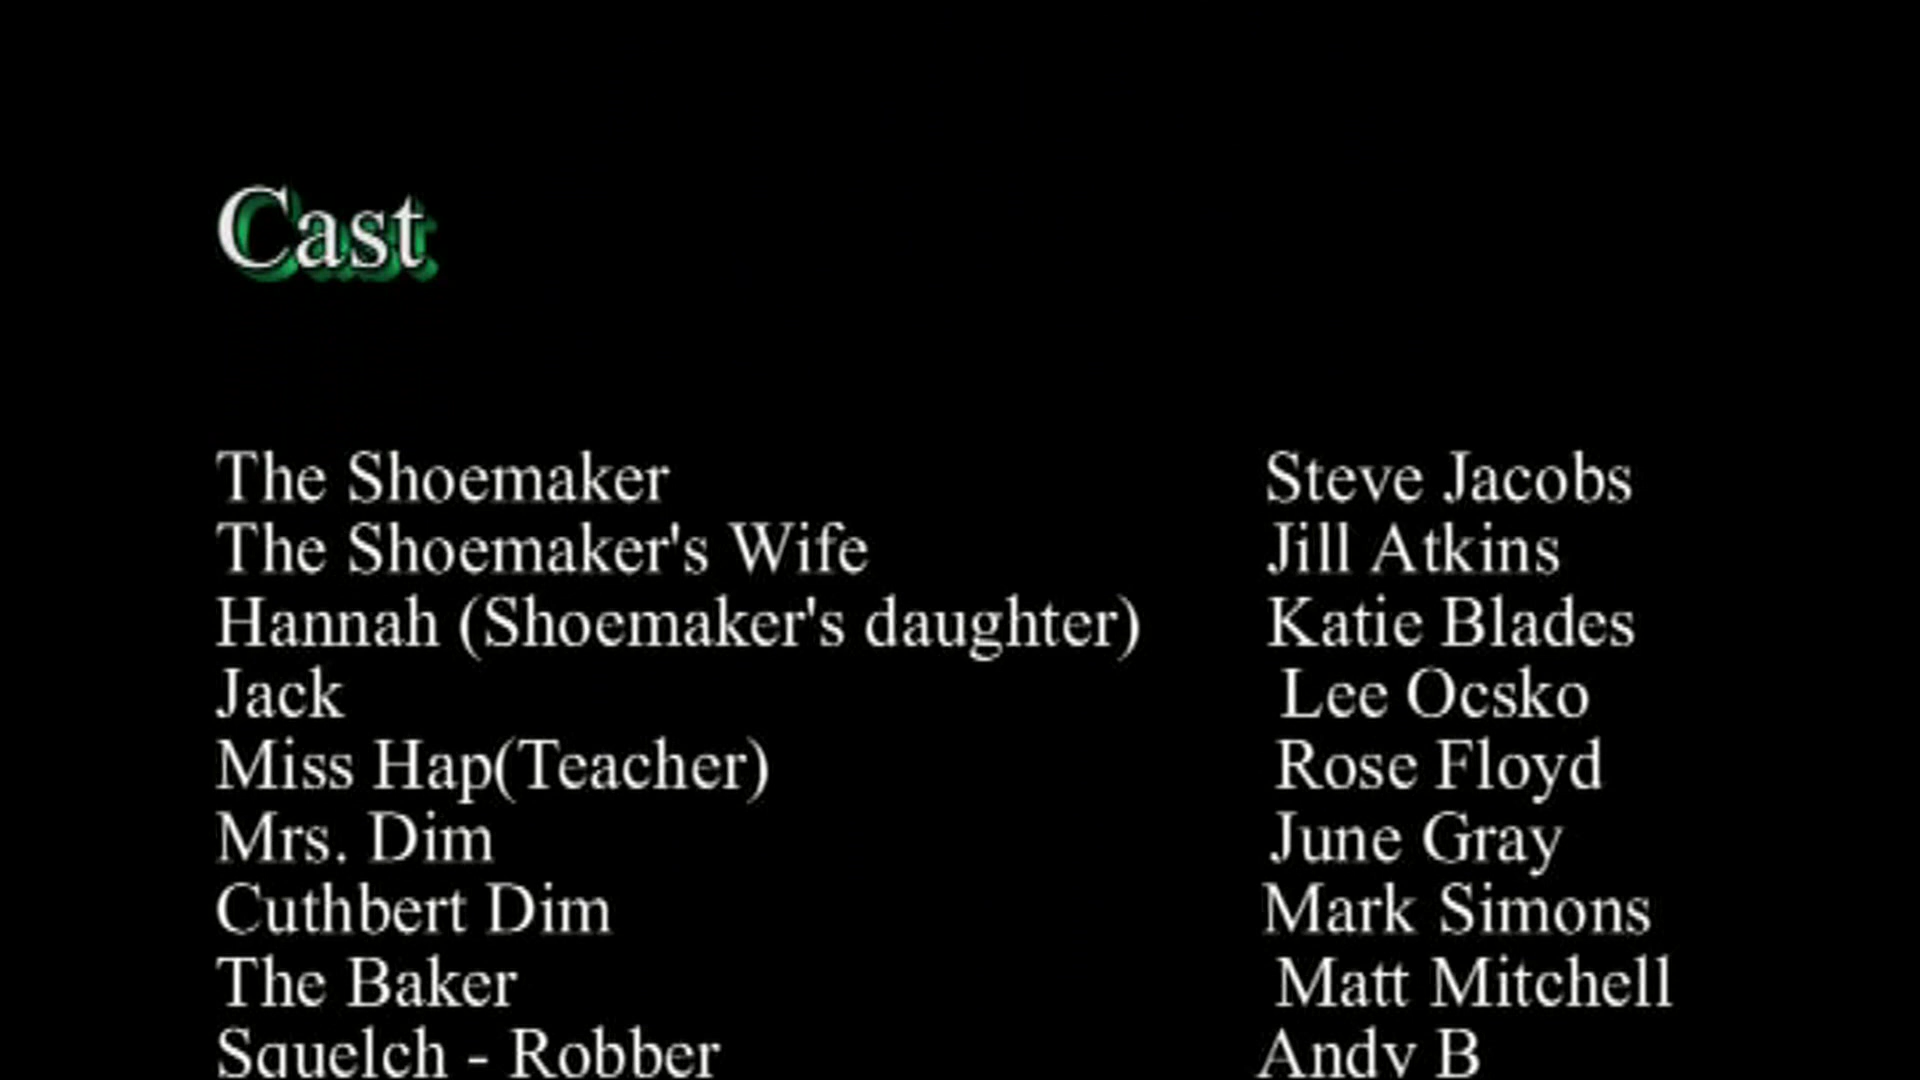 Cast
The Shoemaker Steve Jacobs
The Shoemaker's Wife Jill Atkins
Hannah (Shoemaker's daughter) Katie Blades
Jack Lee Ocsko
Miss Hap(Teacher) Rose Floyd
Mrs. Dim June Gray
Cuthbert Dim Mark Simons
The Baker Matt Mitchell
Squelch - Robber Andy B